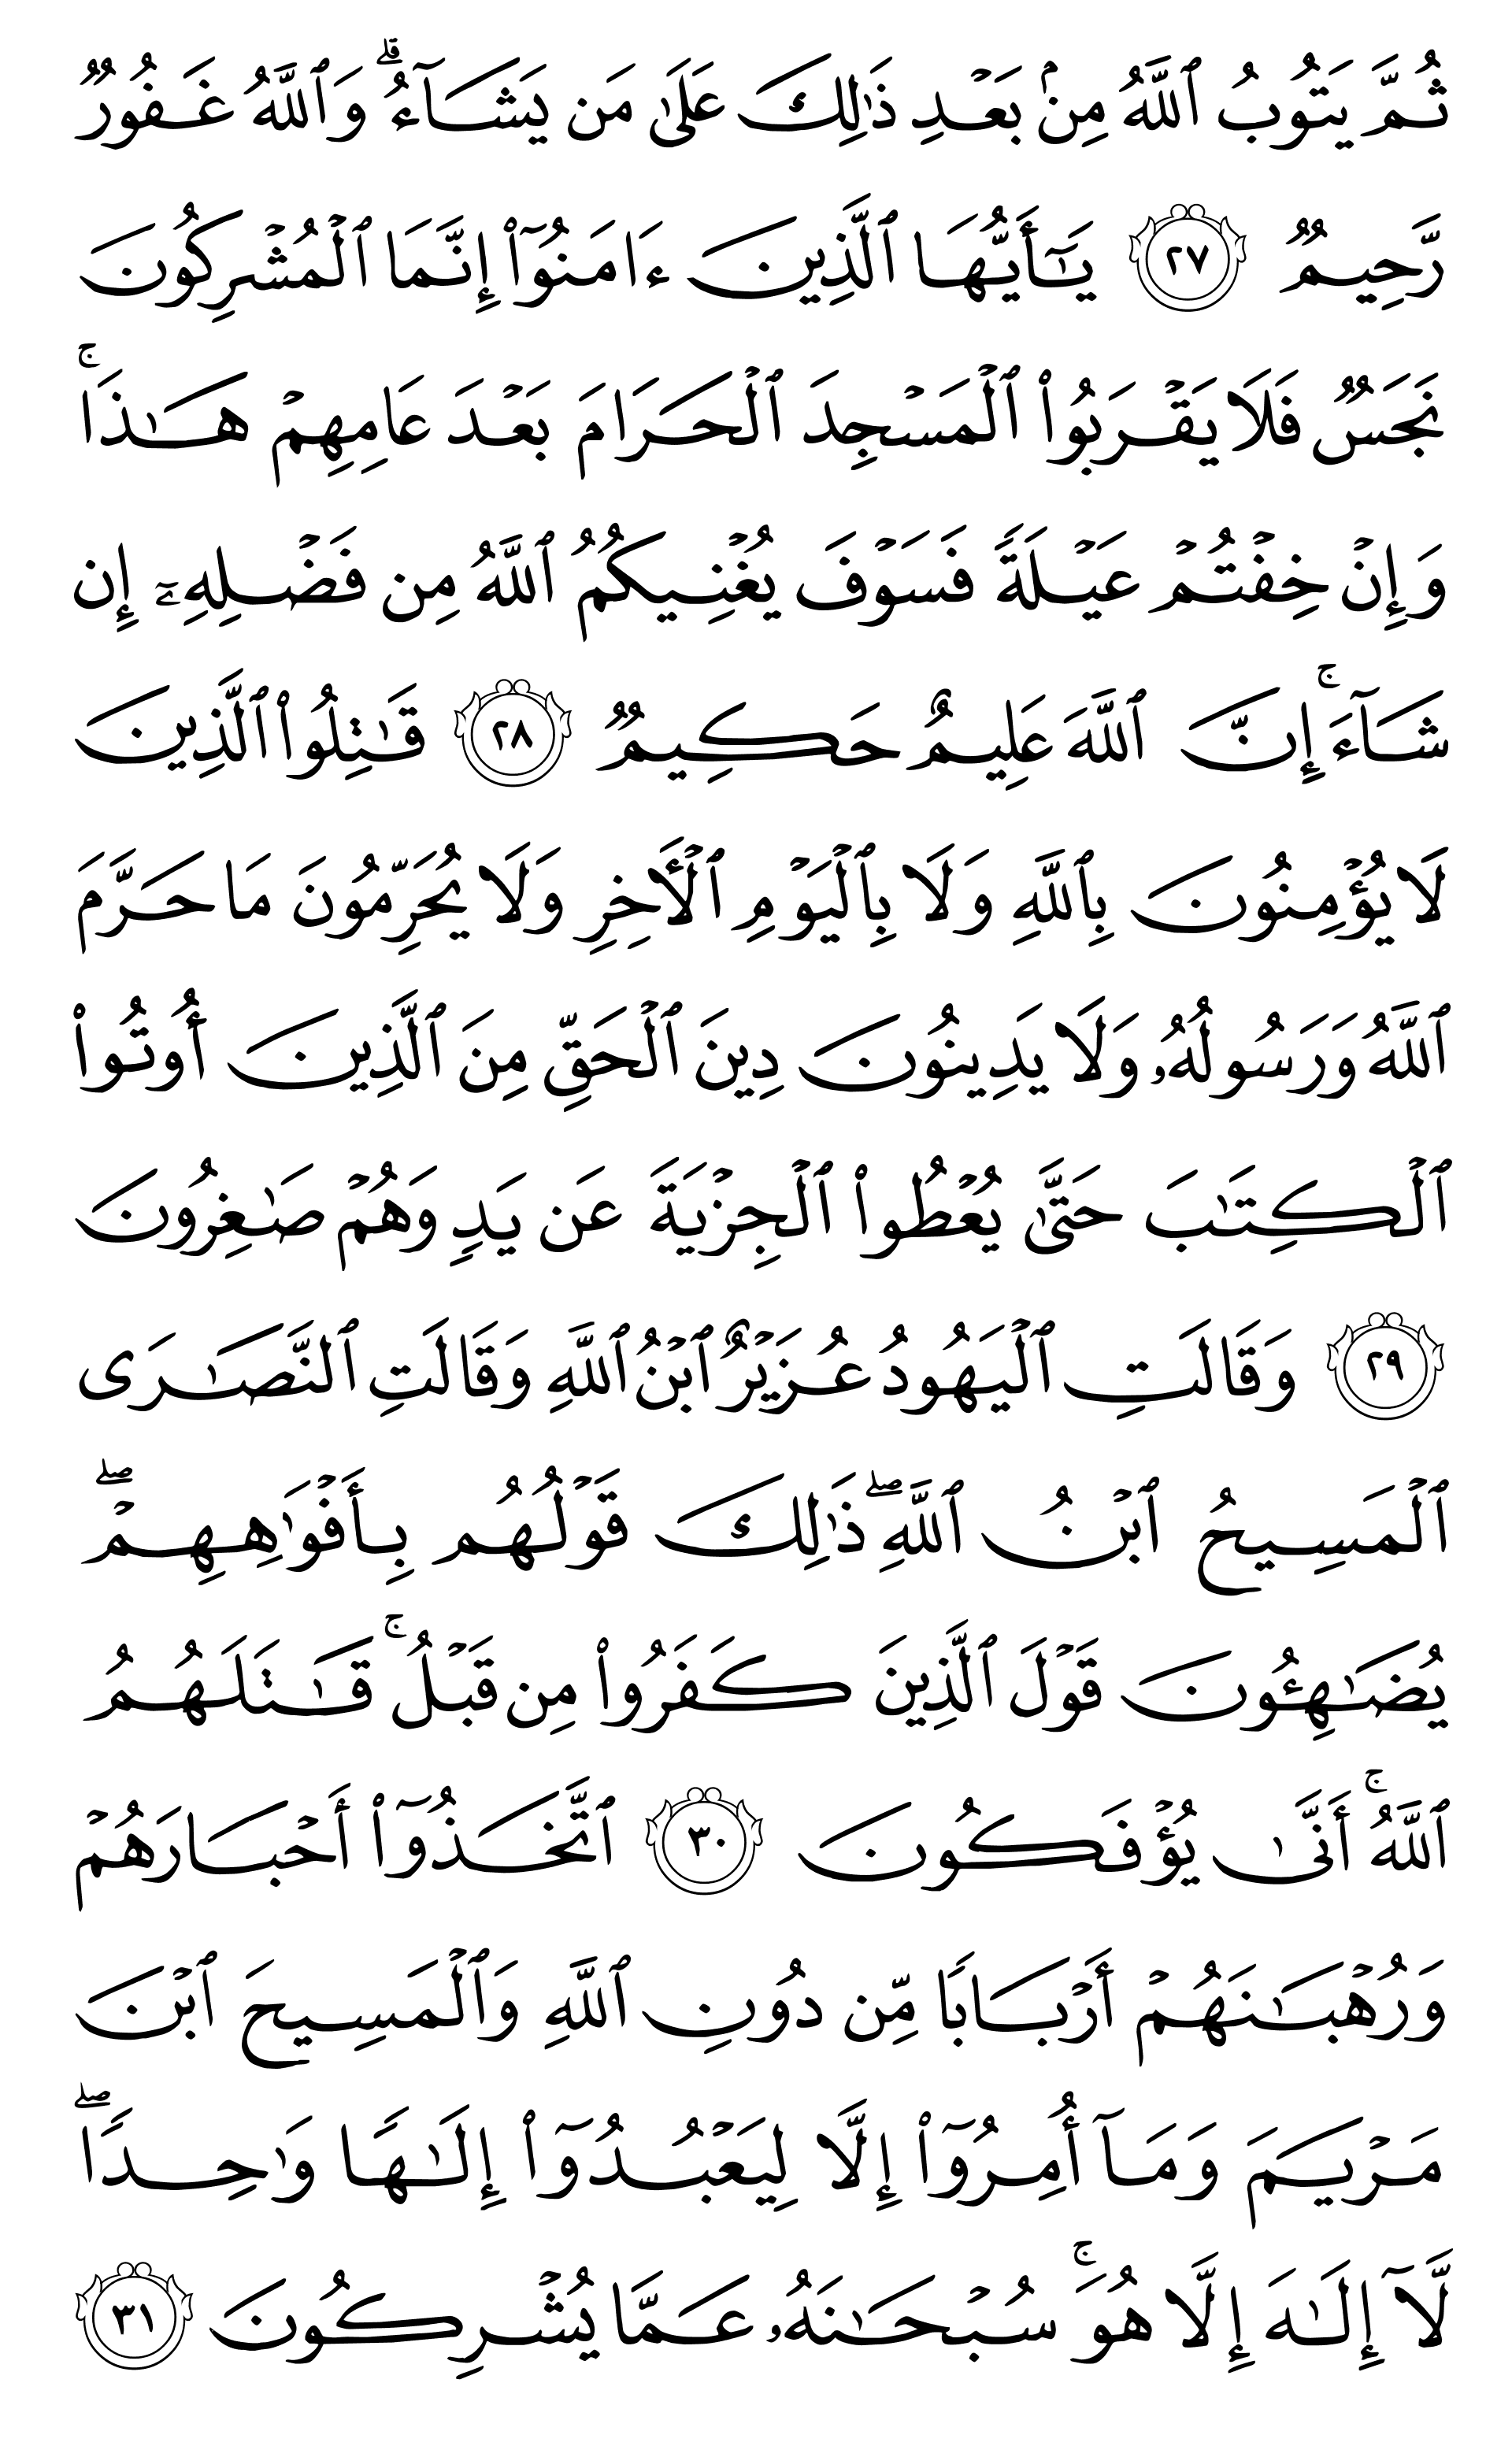 ثُمَّ يَتُوبُ ٱللَّهُ مِنۢ بَعۡدِ ذَٰلِكَ عَلَىٰ مَن يَشَآءُۗ وَٱللَّهُ غَفُورٞ
رَّحِيمٞ ٢٧ يَـٰٓأَيُّهَا ٱلَّذِينَ ءَامَنُوٓاْ إِنَّمَا ٱلۡمُشۡرِكُونَ
نَجَسٞ فَلَا يَقۡرَبُواْ ٱلۡمَسۡجِدَ ٱلۡحَرَامَ بَعۡدَ عَامِهِمۡ هَٰذَاۚ
وَإِنۡ خِفۡتُمۡ عَيۡلَةٗ فَسَوۡفَ يُغۡنِيكُمُ ٱللَّهُ مِن فَضۡلِهِۦٓ إِن
شَآءَۚ إِنَّ ٱللَّهَ عَلِيمٌ حَكِيمٞ ٢٨ قَٰتِلُواْ ٱلَّذِينَ
لَا يُؤۡمِنُونَ بِٱللَّهِ وَلَا بِٱلۡيَوۡمِ ٱلۡأٓخِرِ وَلَا يُحَرِّمُونَ مَا حَرَّمَ
ٱللَّهُ وَرَسُولُهُۥ وَلَا يَدِينُونَ دِينَ ٱلۡحَقِّ مِنَ ٱلَّذِينَ أُوتُواْ
ٱلۡكِتَٰبَ حَتَّىٰ يُعۡطُواْ ٱلۡجِزۡيَةَ عَن يَدٖ وَهُمۡ صَٰغِرُونَ
٢٩ وَقَالَتِ ٱلۡيَهُودُ عُزَيۡرٌ ٱبۡنُ ٱللَّهِ وَقَالَتِ ٱلنَّصَٰرَى
ٱلۡمَسِيحُ ٱبۡنُ ٱللَّهِۖ ذَٰلِكَ قَوۡلُهُم بِأَفۡوَٰهِهِمۡۖ
يُضَٰهِـُٔونَ قَوۡلَ ٱلَّذِينَ كَفَرُواْ مِن قَبۡلُۚ قَٰتَلَهُمُ
ٱللَّهُۚ أَنَّىٰ يُؤۡفَكُونَ ٣٠ ٱتَّخَذُوٓاْ أَحۡبَارَهُمۡ
وَرُهۡبَٰنَهُمۡ أَرۡبَابٗا مِّن دُونِ ٱللَّهِ وَٱلۡمَسِيحَ ٱبۡنَ
مَرۡيَمَ وَمَآ أُمِرُوٓاْ إِلَّا لِيَعۡبُدُوٓاْ إِلَٰهٗا وَٰحِدٗاۖ
لَّآ إِلَٰهَ إِلَّا هُوَۚ سُبۡحَٰنَهُۥ عَمَّا يُشۡرِكُونَ ٣١